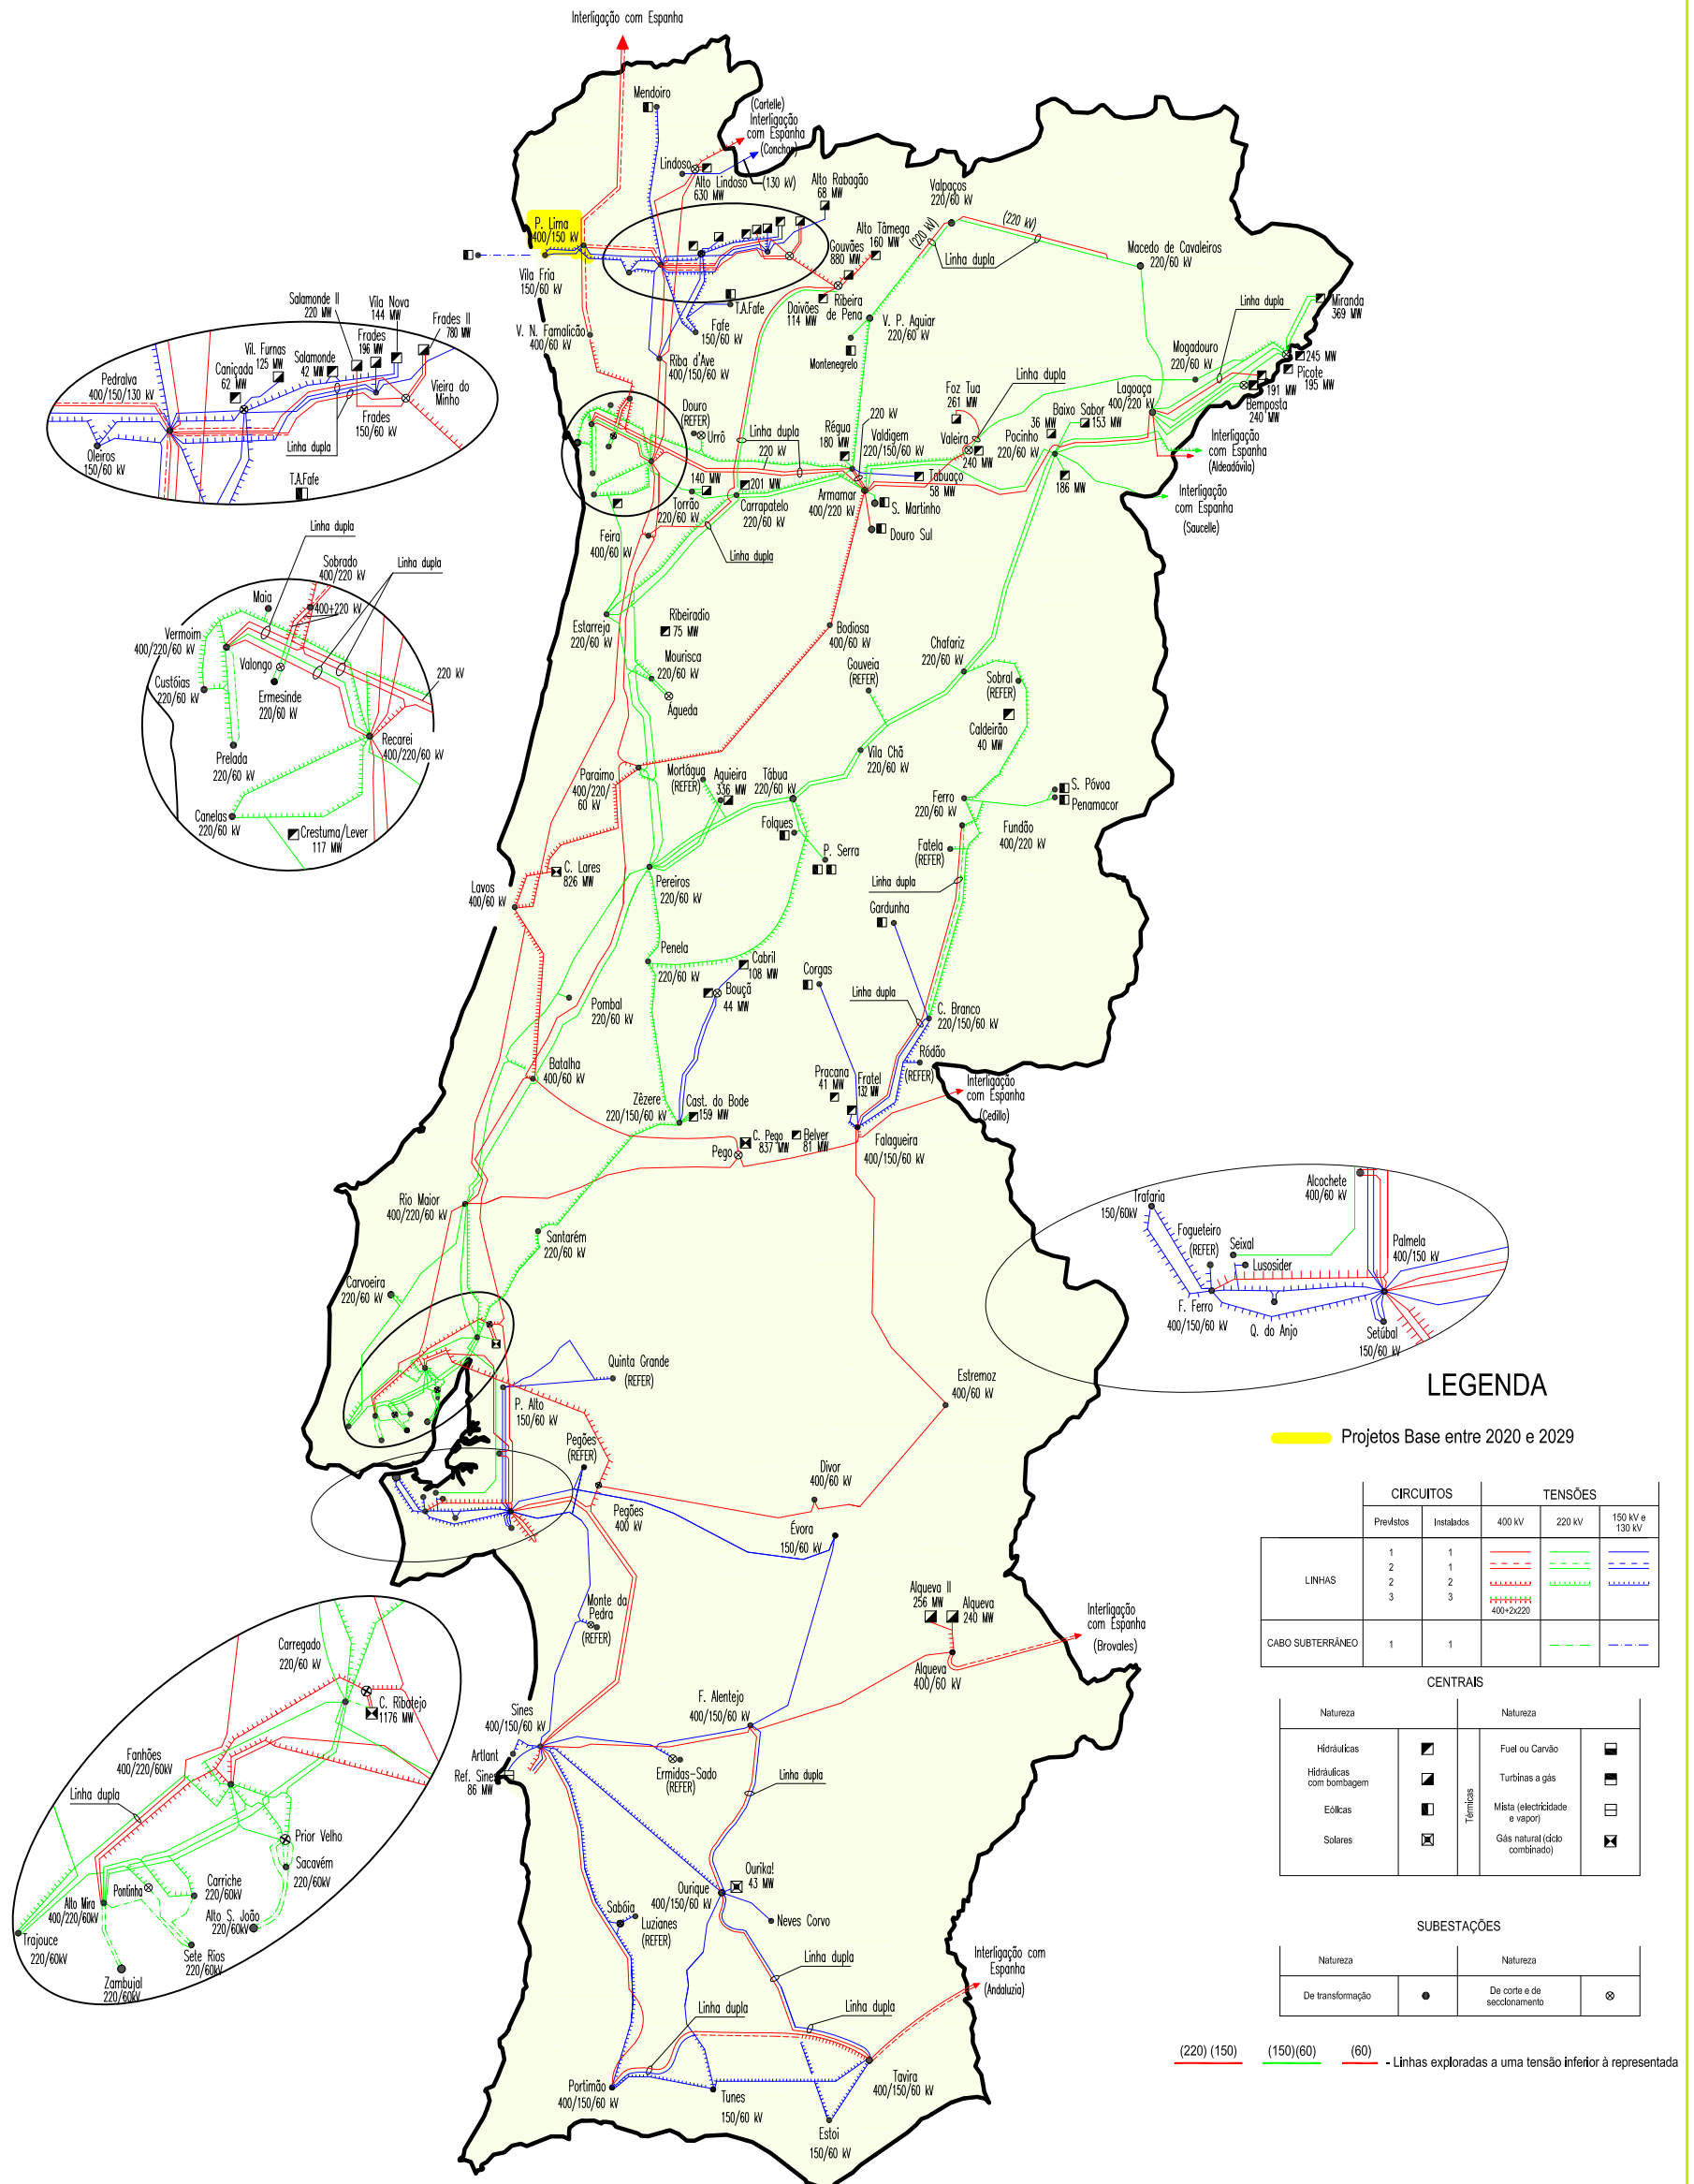 Interligação com Espanha
Mendoiro
(Cartelle)
Interligação
com Espanha
(Conchas)
Lindoso
Alto Lindoso
630 MW
(130 kV)
Alto Rabagão
68 MW
P. Lima
400/150 kV
Vila Fria
150/60 kV
Valpaços
220/60 kV
(220 kV)
(220 kV)
Linha dupla
Macedo de Cavaleiros
220/60 kV
Alto Tâmega
160 MW
Gouvães
880 MW
Daivões
114 MW
Ribeira
de Pena
T.A.Fafe
Fafe
150/60 kV
V. N. Famalicão
400/60 kV
Riba d'Ave
400/150/60 kV
V. P. Aguiar
220/60 kV
Montenegrelo
Linha dupla
Miranda
369 MW
Mogadouro
220/60 kV
245 MW
Picote
195 MW
191 MW
Bemposta
240 MW
Lagoaça
400/220 kV
Foz Tua
261 MW
Linha dupla
Baixo Sabor
153 MW
36 MW
Pocinho
220/60 kV
186 MW
Valeira
240 MW
Interligação
com Espanha
(Aldeadávila)
Interligação
com Espanha
(Saucelle)
Douro
(REFER)
Urrô
Linha dupla
220 kV
Régua
180 MW
220 kV
Valdigem
220/150/60 kV
Tabuaço
58 MW
Armamar
400/220 kV
S. Martinho
Douro Sul
140 MW
Torrão
220/60 kV
201 MW
Carrapatelo
220/60 kV
Linha dupla
Feira
400/60 kV
Salamonde II
220 MW
Vila Nova
144 MW
Frades
196 MW
Frades II
780 MW
Vil. Furnas
125 MW
Salamonde
42 MW
Caniçada
62 MW
Pedralva
400/150/130 kV
Vieira do
Minho
Frades
150/60 kV
Oleiros
150/60 kV
Linha dupla
T.A.Fafe
Linha dupla
Sobrado
400/220 kV
Linha dupla
Maia
400+220 kV
Vermoim
400/220/60 kV
Valongo
Custóias
220/60 kV
Ermesinde
220/60 kV
220 kV
Prelada
220/60 kV
Recarei
400/220/60 kV
Canelas
220/60 kV
Crestuma/Lever
117 MW
Estarreja
220/60 kV
Ribeiradio
75 MW
Mourisca
220/60 kV
Águeda
Bodiosa
400/60 kV
Gouveia
(REFER)
Chafariz
220/60 kV
Sobral
(REFER)
Caldeirão
40 MW
Vila Chã
220/60 kV
Paraimo
400/220/
60 kV
Mortágua
(REFER)
Aguieira
336 MW
Tábua
220/60 kV
Folques
P. Serra
Ferro
220/60 kV
S. Póvoa
Penamacor
Fundão
400/220 kV
Fatela
(REFER)
Linha dupla
Gardunha
C. Lares
826 MW
Lavos
400/60 kV
Pereiros
220/60 kV
Penela
220/60 kV
Cabril
108 MW
Bouçã
44 MW
Corgas
Linha dupla
C. Branco
220/150/60 kV
Ródão
(REFER)
Pombal
220/60 kV
Batalha
400/60 kV
Zêzere
220/150/60 kV
Cast. do Bode
159 MW
Pracana
41 MW
Fratel
132 MW
Interligação
com Espanha
(Cedillo)
C. Pego
837 MW
Belver
81 MW
Pego
Falagueira
400/150/60 kV
Rio Maior
400/220/60 kV
Santarém
220/60 kV
Carvoeira
220/60 kV
Quinta Grande
(REFER)
P. Alto
150/60 kV
Pegões
(REFER)
Pegões
400 kV
Estremoz
400/60 kV
Divor
400/60 kV
Évora
150/60 kV
Trafaria
150/60kV
Fogueteiro
(REFER)
Seixal
Lusosider
Alcochete
400/60 kV
Palmela
400/150 kV
F. Ferro
400/150/60 kV
Q. do Anjo
Setúbal
150/60 kV
Monte da
Pedra
(REFER)
Alqueva II
256 MW
Alqueva
240 MW
Interligação
com Espanha
(Brovales)
Alqueva
400/60 kV
F. Alentejo
400/150/60 kV
Sines
400/150/60 kV
Artlant
Ref. Sines
86 MW
Ermidas-Sado
(REFER)
Linha dupla
Ourika!
43 MW
Ourique
400/150/60 kV
Neves Corvo
Sabóia
Luzianes
(REFER)
Linha dupla
Linha dupla
Linha dupla
Interligação com
Espanha
(Andaluzia)
Portimão
400/150/60 kV
Tunes
150/60 kV
Estoi
150/60 kV
Tavira
400/150/60 kV
Carregado
220/60 kV
C. Ribatejo
1176 MW
Fanhões
400/220/60kV
Linha dupla
Prior Velho
Sacavém
220/60kV
Pontinha
Carriche
220/60kV
Alto Mira
400/220/60kV
Alto S. João
220/60kV
Trajouce
220/60kV
Sete Rios
220/60kV
Zambujal
220/60kV
LEGENDA
Projetos Base entre 2020 e 2029
CIRCUITOS TENSÕES
Previstos Instalados 400 kV 220 kV 150 kV e
130 kV
LINHAS
1 1
2 1
2 2
3 3
400+2x220
CABO SUBTERRÂNEO 1 1
CENTRAIS
Natureza Natureza
Hidráulicas
Hidráulicas
com bombagem
Eólicas
Solares
Térmicas
Fuel ou Carvão
Turbinas a gás
Mista (electricidade
e vapor)
Gás natural (ciclo
combinado)
SUBESTAÇÕES
Natureza Natureza
De transformação
De corte e de
seccionamento
(220) (150) (150)(60) (60) - Linhas exploradas a uma tensão inferior à representada